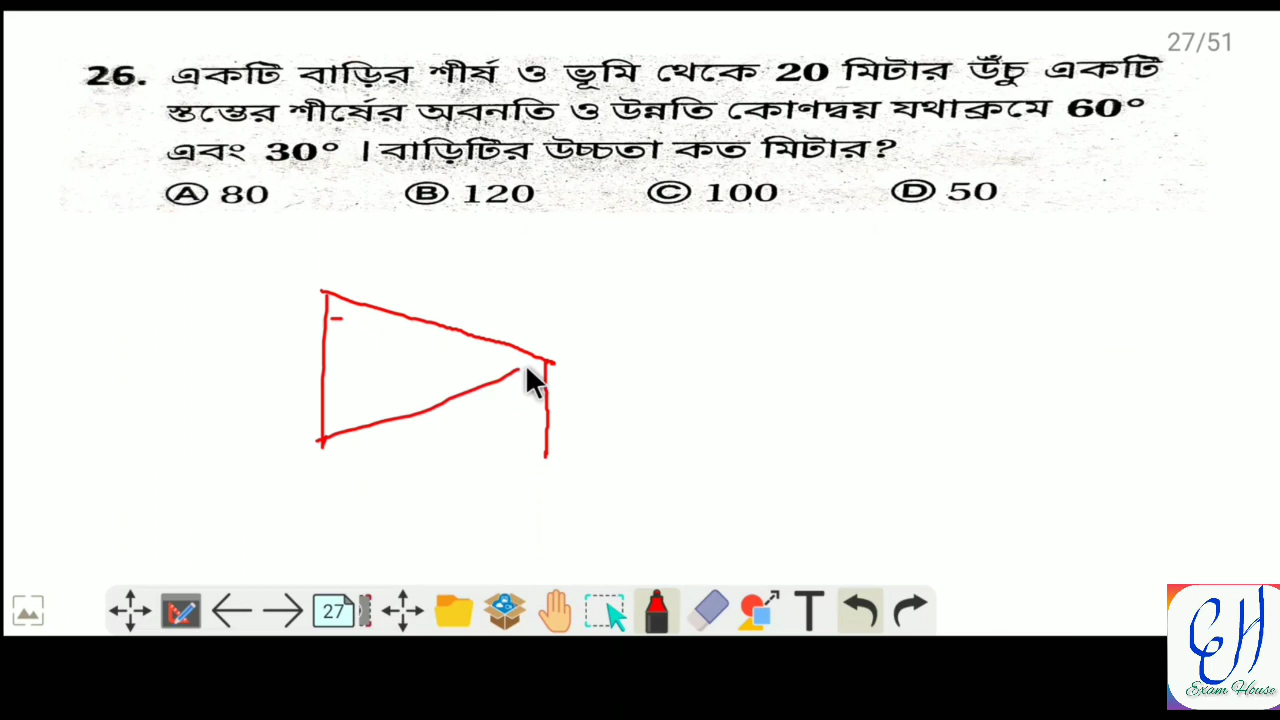 27/51
26. একটি বাড়ির শীর্ষ ও ভূমি থেকে 20 মিটার উঁচু একটি
স্তম্ভের শীর্ষের অবনতি ও উন্নতি কোণদ্বয় যথাক্রমে 60°
এবং 30° । বাড়িটির উচ্চতা কত মিটার?
Ⓐ 80 Ⓑ 120 Ⓒ 100 Ⓓ 50
27
T
EH
Exam House